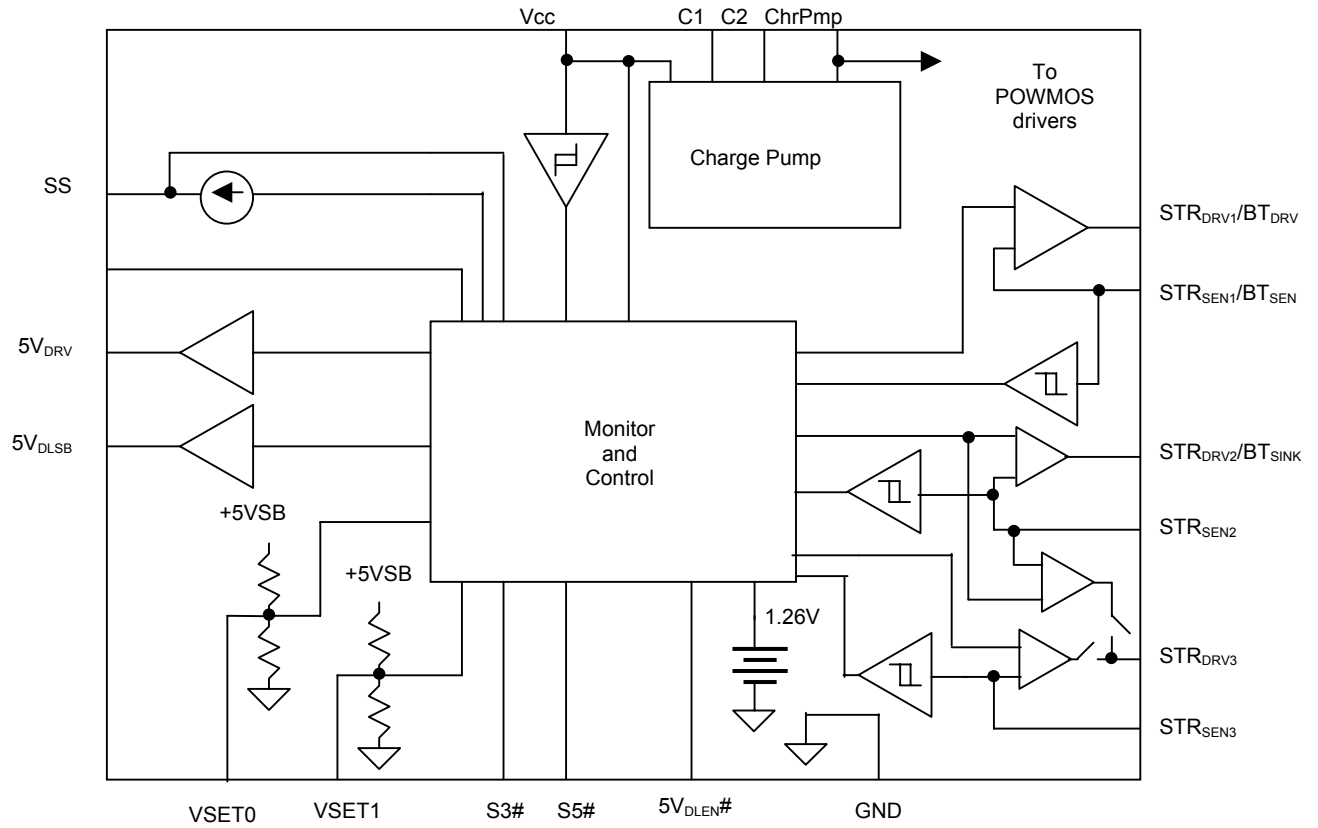 Vcc
C1
C2
ChrPmp
To
POWMOS
drivers
Charge Pump
SS
STRDRV1/BTDRV
STRSEN1/BTSEN
5VDRV
5VDLSB
Monitor
and
Control
STRDRV2/BTSINK
+5VSB
STRSEN2
+5VSB
1.26V
STRDRV3
STRSEN3
VSET0
VSET1
S3#
S5#
5VDLEN#
GND